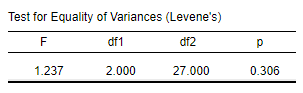 Test for Equality of Variances (Levene's)
F df1 df2 p
1.237 2.000 27.000 0.306